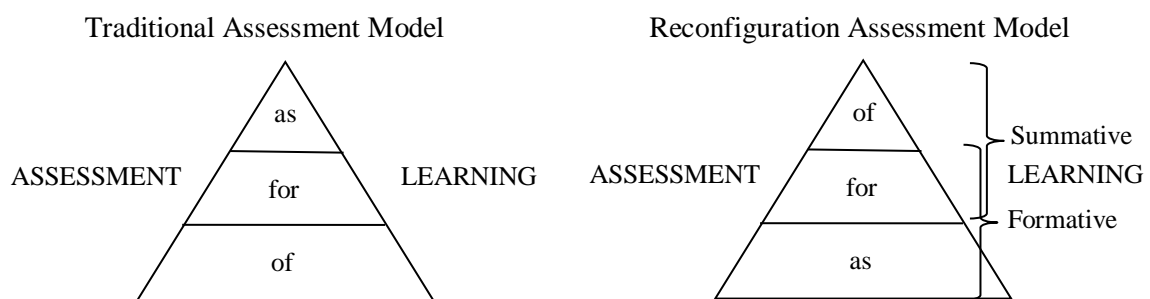 Traditional Assessment Model
as
ASSESSMENT
LEARNING
for
of
Reconfiguration Assessment Model
of
Summative
ASSESSMENT
LEARNING
for
Formative
as